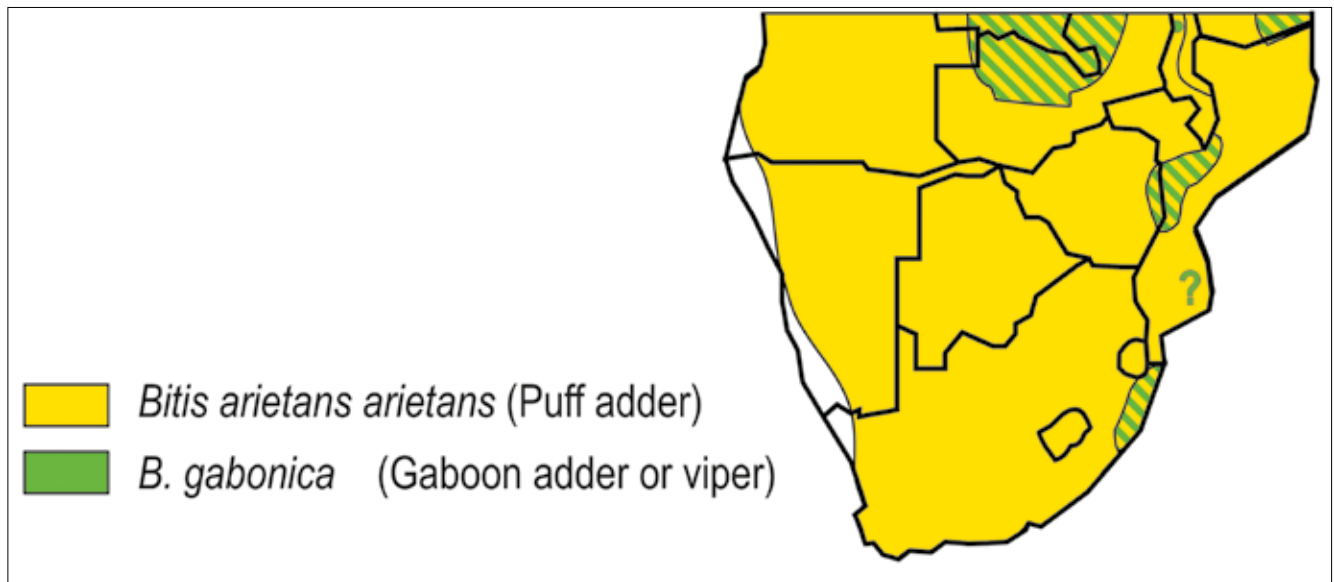 ?
Bitis arietans arietans (Puff adder)
B. gabonica (Gaboon adder or viper)